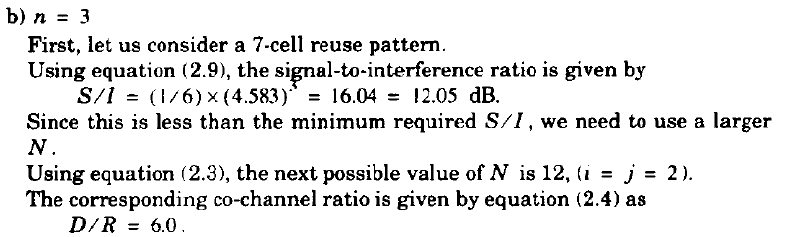 b) n = 3
First, let us consider a 7-cell reuse pattern.
Using equation (2.9), the signal-to-interference ratio is given by
S/I = (1/6) × (4.583)³ = 16.04 = 12.05 dB.
Since this is less than the minimum required S/I, we need to use a larger
N.
Using equation (2.3), the next possible value of N is 12, (i = j = 2).
The corresponding co-channel ratio is given by equation (2.4) as
D/R = 6.0.